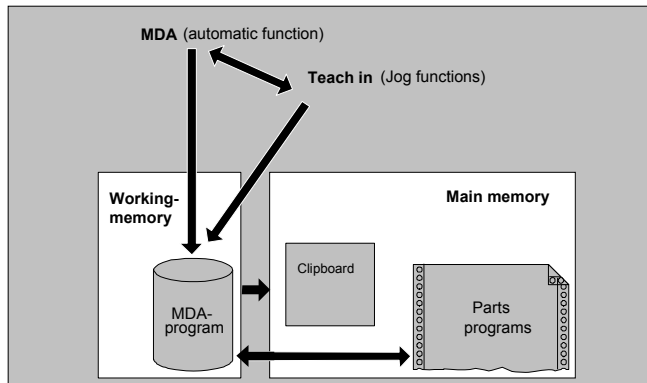 MDA (automatic function)
Teach in (Jog functions)
Working-
memory
Main memory
Clipboard
MDA-
program
Parts
programs